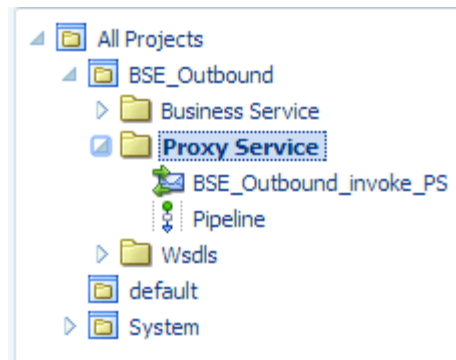 All Projects
BSE_Outbound
Business Service
Proxy Service
BSE_Outbound_invoke_PS
Pipeline
Wsdls
default
System